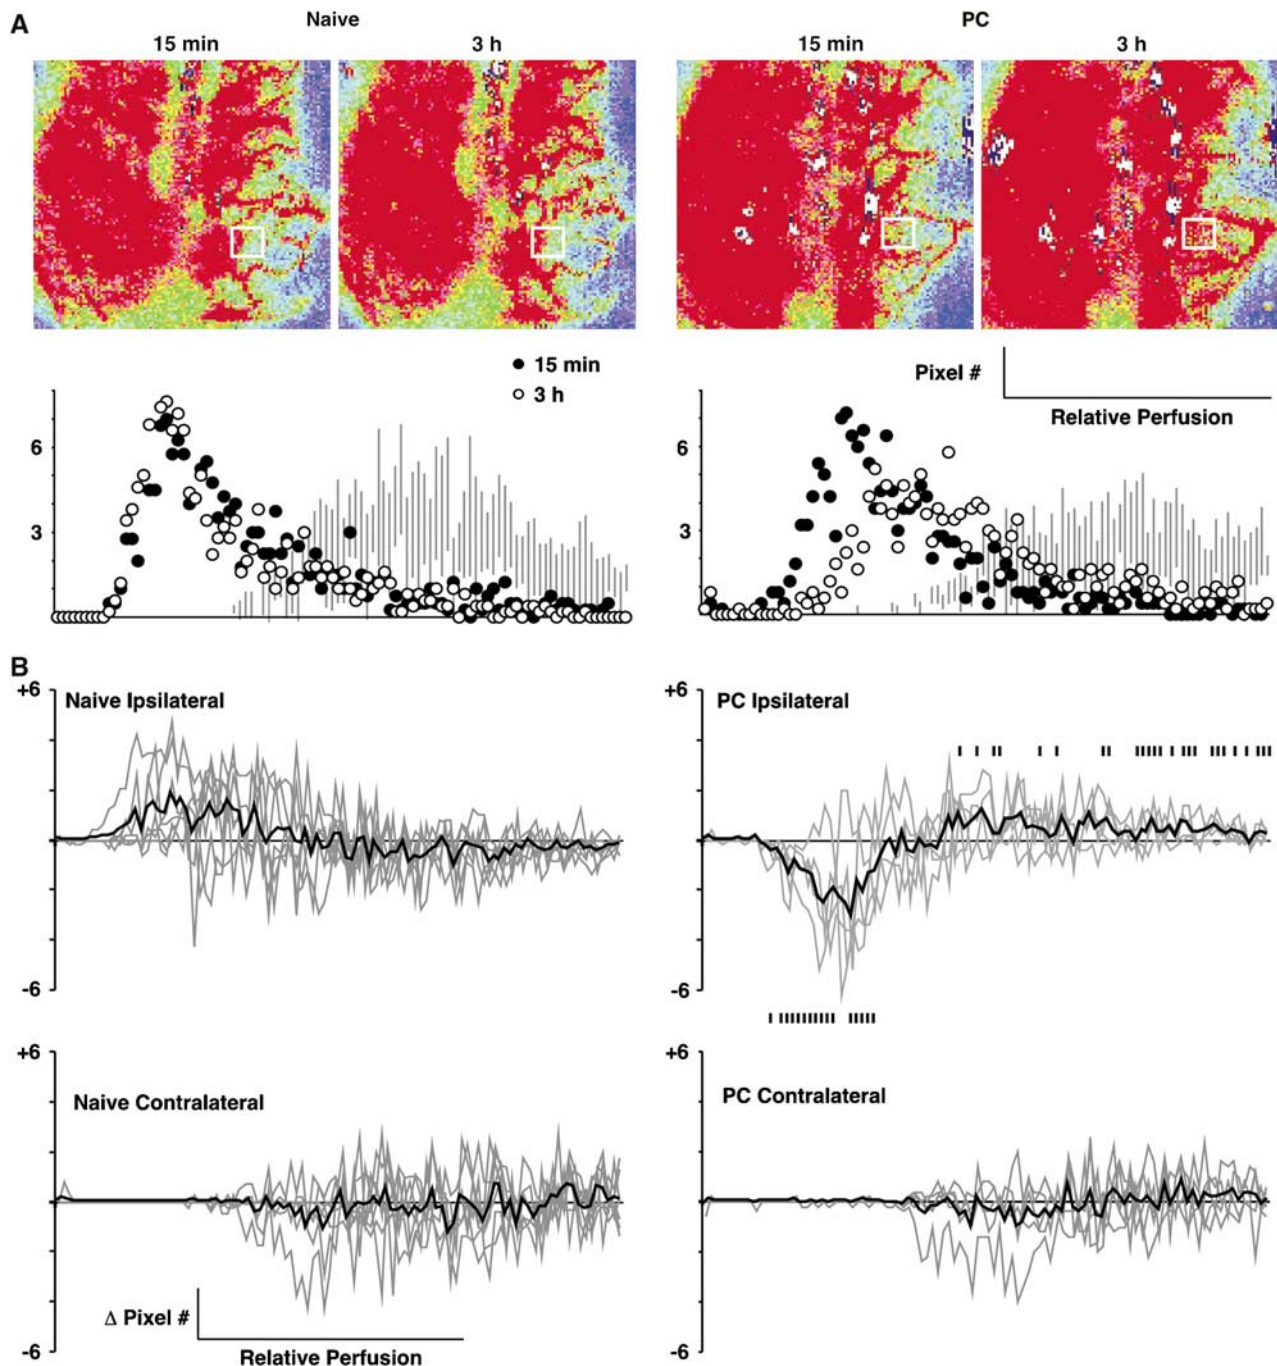 A
Naive
PC
15 min
3 h
15 min
3 h
15 min
3 h
Pixel #
Relative Perfusion
6
3
6
3
B
+6
Naive Ipsilateral
-6
+6
PC Ipsilateral
-6
+6
Naive Contralateral
Δ Pixel #
Relative Perfusion
-6
+6
PC Contralateral
-6